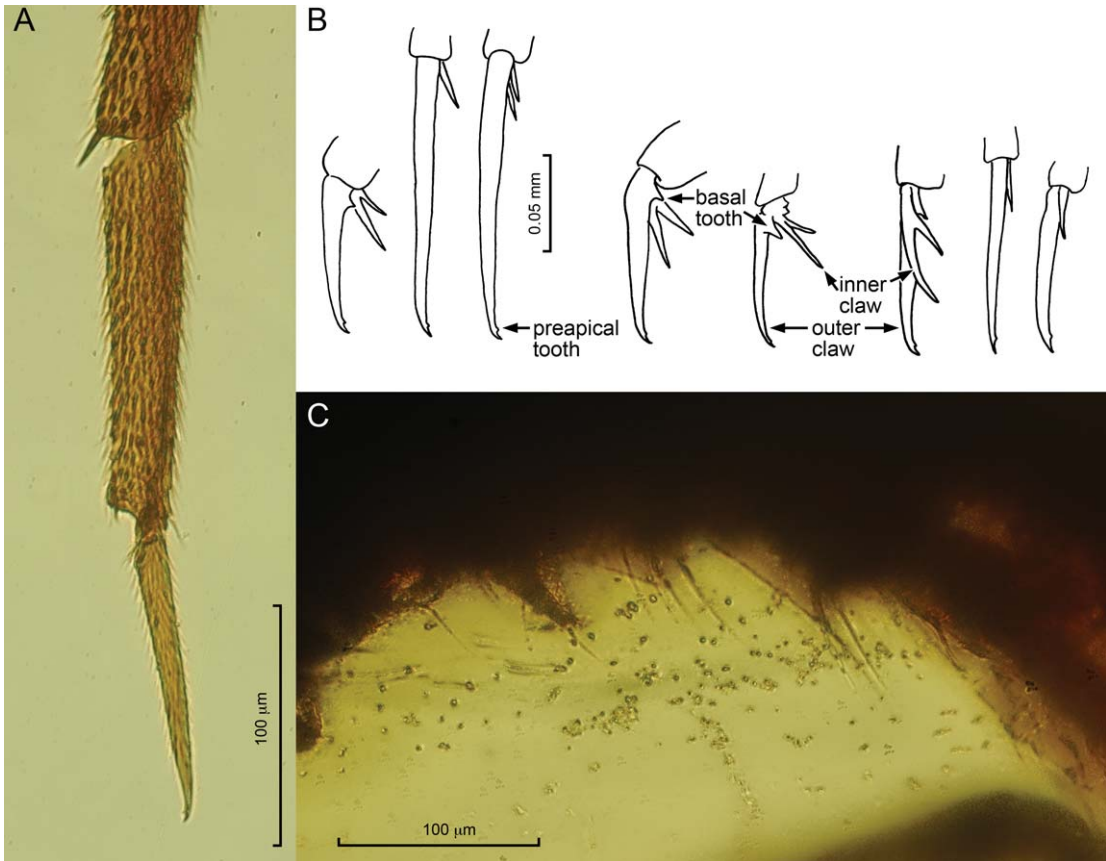 A
B
0.05 mm
preapical
tooth
basal
tooth
inner
claw
outer
claw
100 μm
C
100 μm